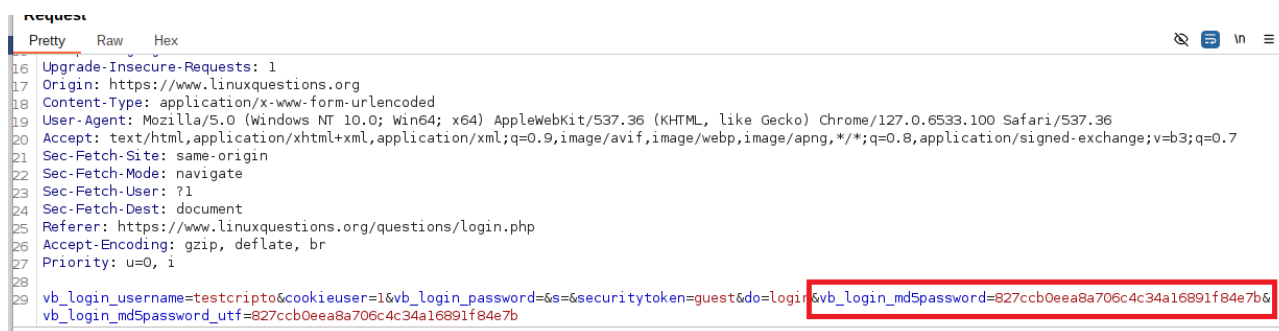 Request
Pretty Raw Hex \n
16 Upgrade-Insecure-Requests: 1
17 Origin: https://www.linuxquestions.org
18 Content-Type: application/x-www-form-urlencoded
19 User-Agent: Mozilla/5.0 (Windows NT 10.0; Win64; x64) AppleWebKit/537.36 (KHTML, like Gecko) Chrome/127.0.6533.100 Safari/537.36
20 Accept: text/html,application/xhtml+xml,application/xml;q=0.9,image/avif,image/webp,image/apng,*/*;q=0.8,application/signed-exchange;v=b3;q=0.7
21 Sec-Fetch-Site: same-origin
22 Sec-Fetch-Mode: navigate
23 Sec-Fetch-User: ?1
24 Sec-Fetch-Dest: document
25 Referer: https://www.linuxquestions.org/questions/login.php
26 Accept-Encoding: gzip, deflate, br
27 Priority: u=0, i
28
29 vb_login_username=testcripto&cookieuser=1&vb_login_password=&s=&securitytoken=guest&do=login&vb_login_md5password=827ccb0eea8a706c4c34a16891f84e7b&
vb_login_md5password_utf=827ccb0eea8a706c4c34a16891f84e7b